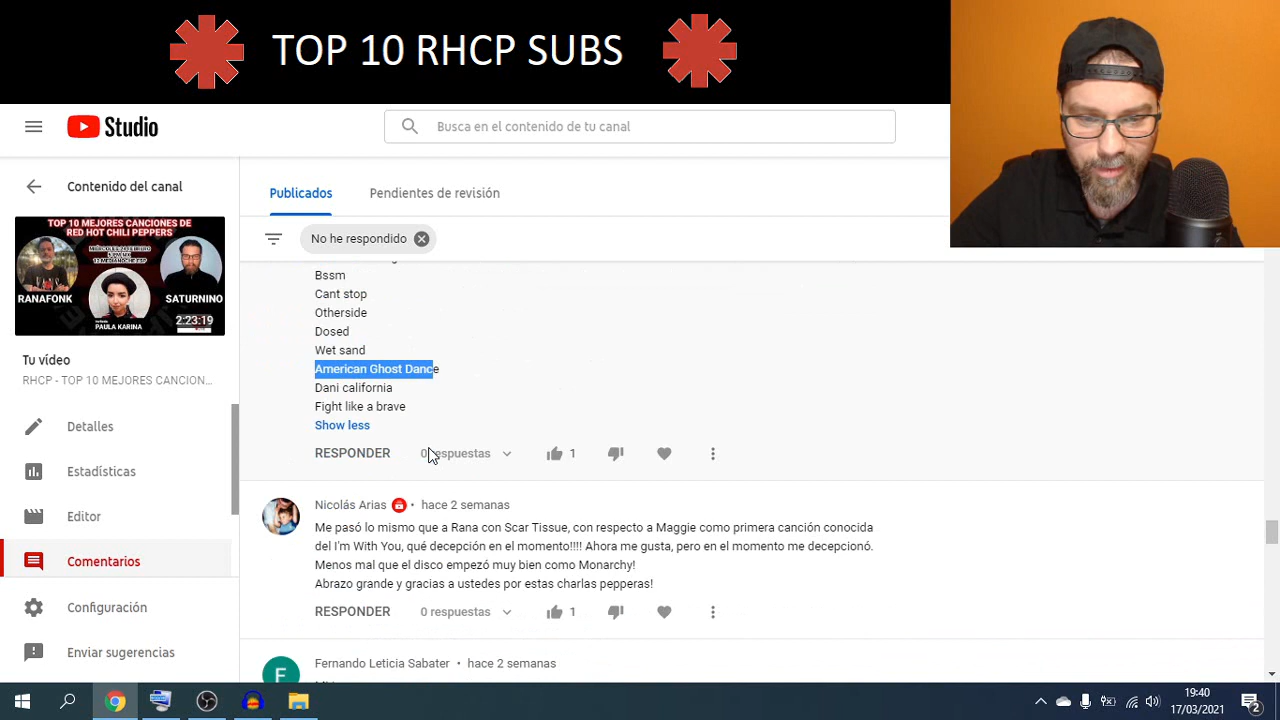 TOP 10 RHCP SUBS
Studio
Busca en el contenido de tu canal
Contenido del canal
Publicados
Pendientes de revisión
No he respondido
TOP 10 MEJORES CANCIONES DE
RED HOT CHILI PEPPERS
RANAFONK
SATURNINO
PAULA KARINA
2:23:19
Tu vídeo
RHCP - TOP 10 MEJORES CANCION...
Detalles
Estadísticas
Editor
Comentarios
Configuración
Enviar sugerencias
Bssm
Cant stop
Otherside
Dosed
Wet sand
American Ghost Dance
Dani california
Fight like a brave
Show less
RESPONDER 0 respuestas 1
Nicolás Arias • hace 2 semanas
Me pasó lo mismo que a Rana con Scar Tissue, con respecto a Maggie como primera canción conocida
del I'm With You, qué decepción en el momento!!!! Ahora me gusta, pero en el momento me decepcionó.
Menos mal que el disco empezó muy bien como Monarchy!
Abrazo grande y gracias a ustedes por estas charlas pepperas!
RESPONDER 0 respuestas 1
F
Fernando Leticia Sabater • hace 2 semanas
19:40
17/03/2021
2